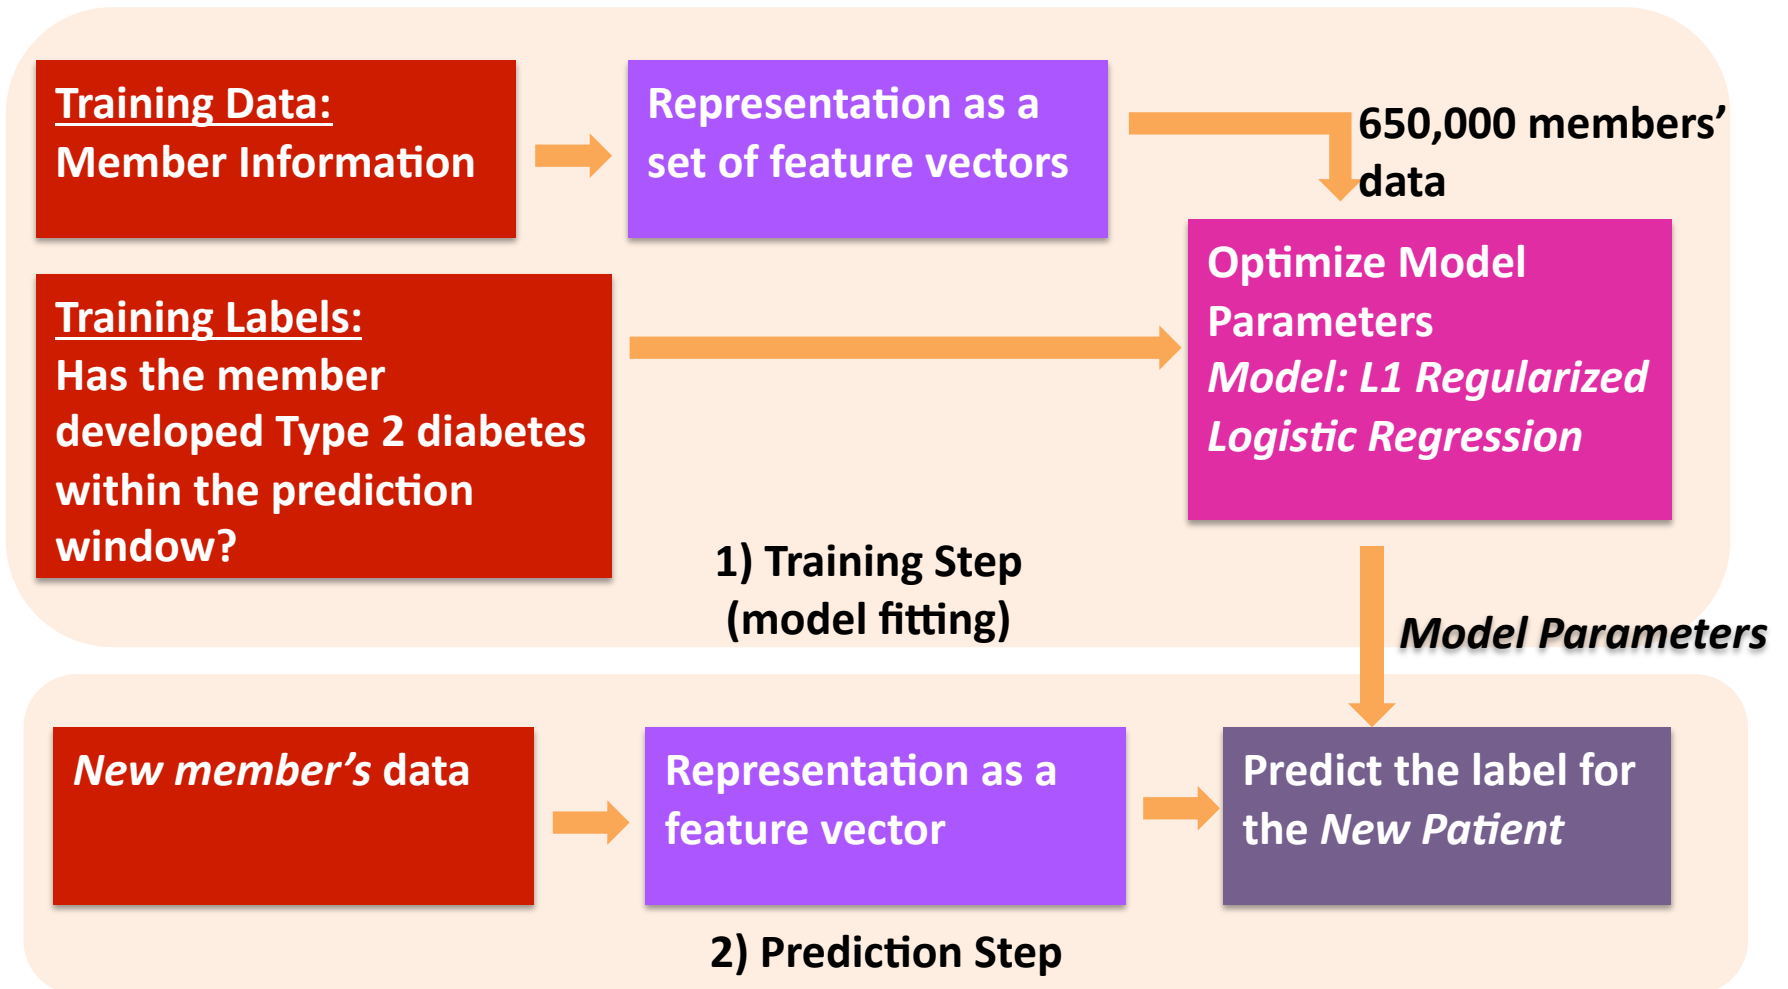 Training Data:
Member Information
Representation as a
set of feature vectors
650,000 members’
data
Training Labels:
Has the member
developed Type 2 diabetes
within the prediction
window?
Optimize Model
Parameters
Model: L1 Regularized
Logistic Regression
1) Training Step
(model fitting)
Model Parameters
New member’s data
Representation as a
feature vector
Predict the label for
the New Patient
2) Prediction Step